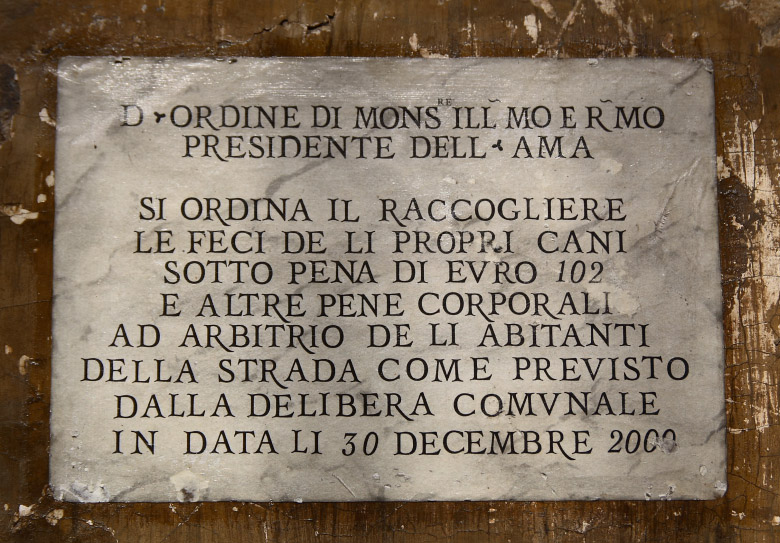 D'ORDINE DI MONSRE ILL̃MO E R̃MO
PRESIDENTE DELL'AMA
SI ORDINA IL RACCOGLIERE
LE FECI DE LI PROPRI CANI
SOTTO PENA DI EVRO 102
E ALTRE PENE CORPORALI
AD ARBITRIO DE LI ABITANTI
DELLA STRADA COME PREVISTO
DALLA DELIBERA COMVNALE
IN DATA LI 30 DECEMBRE 2000